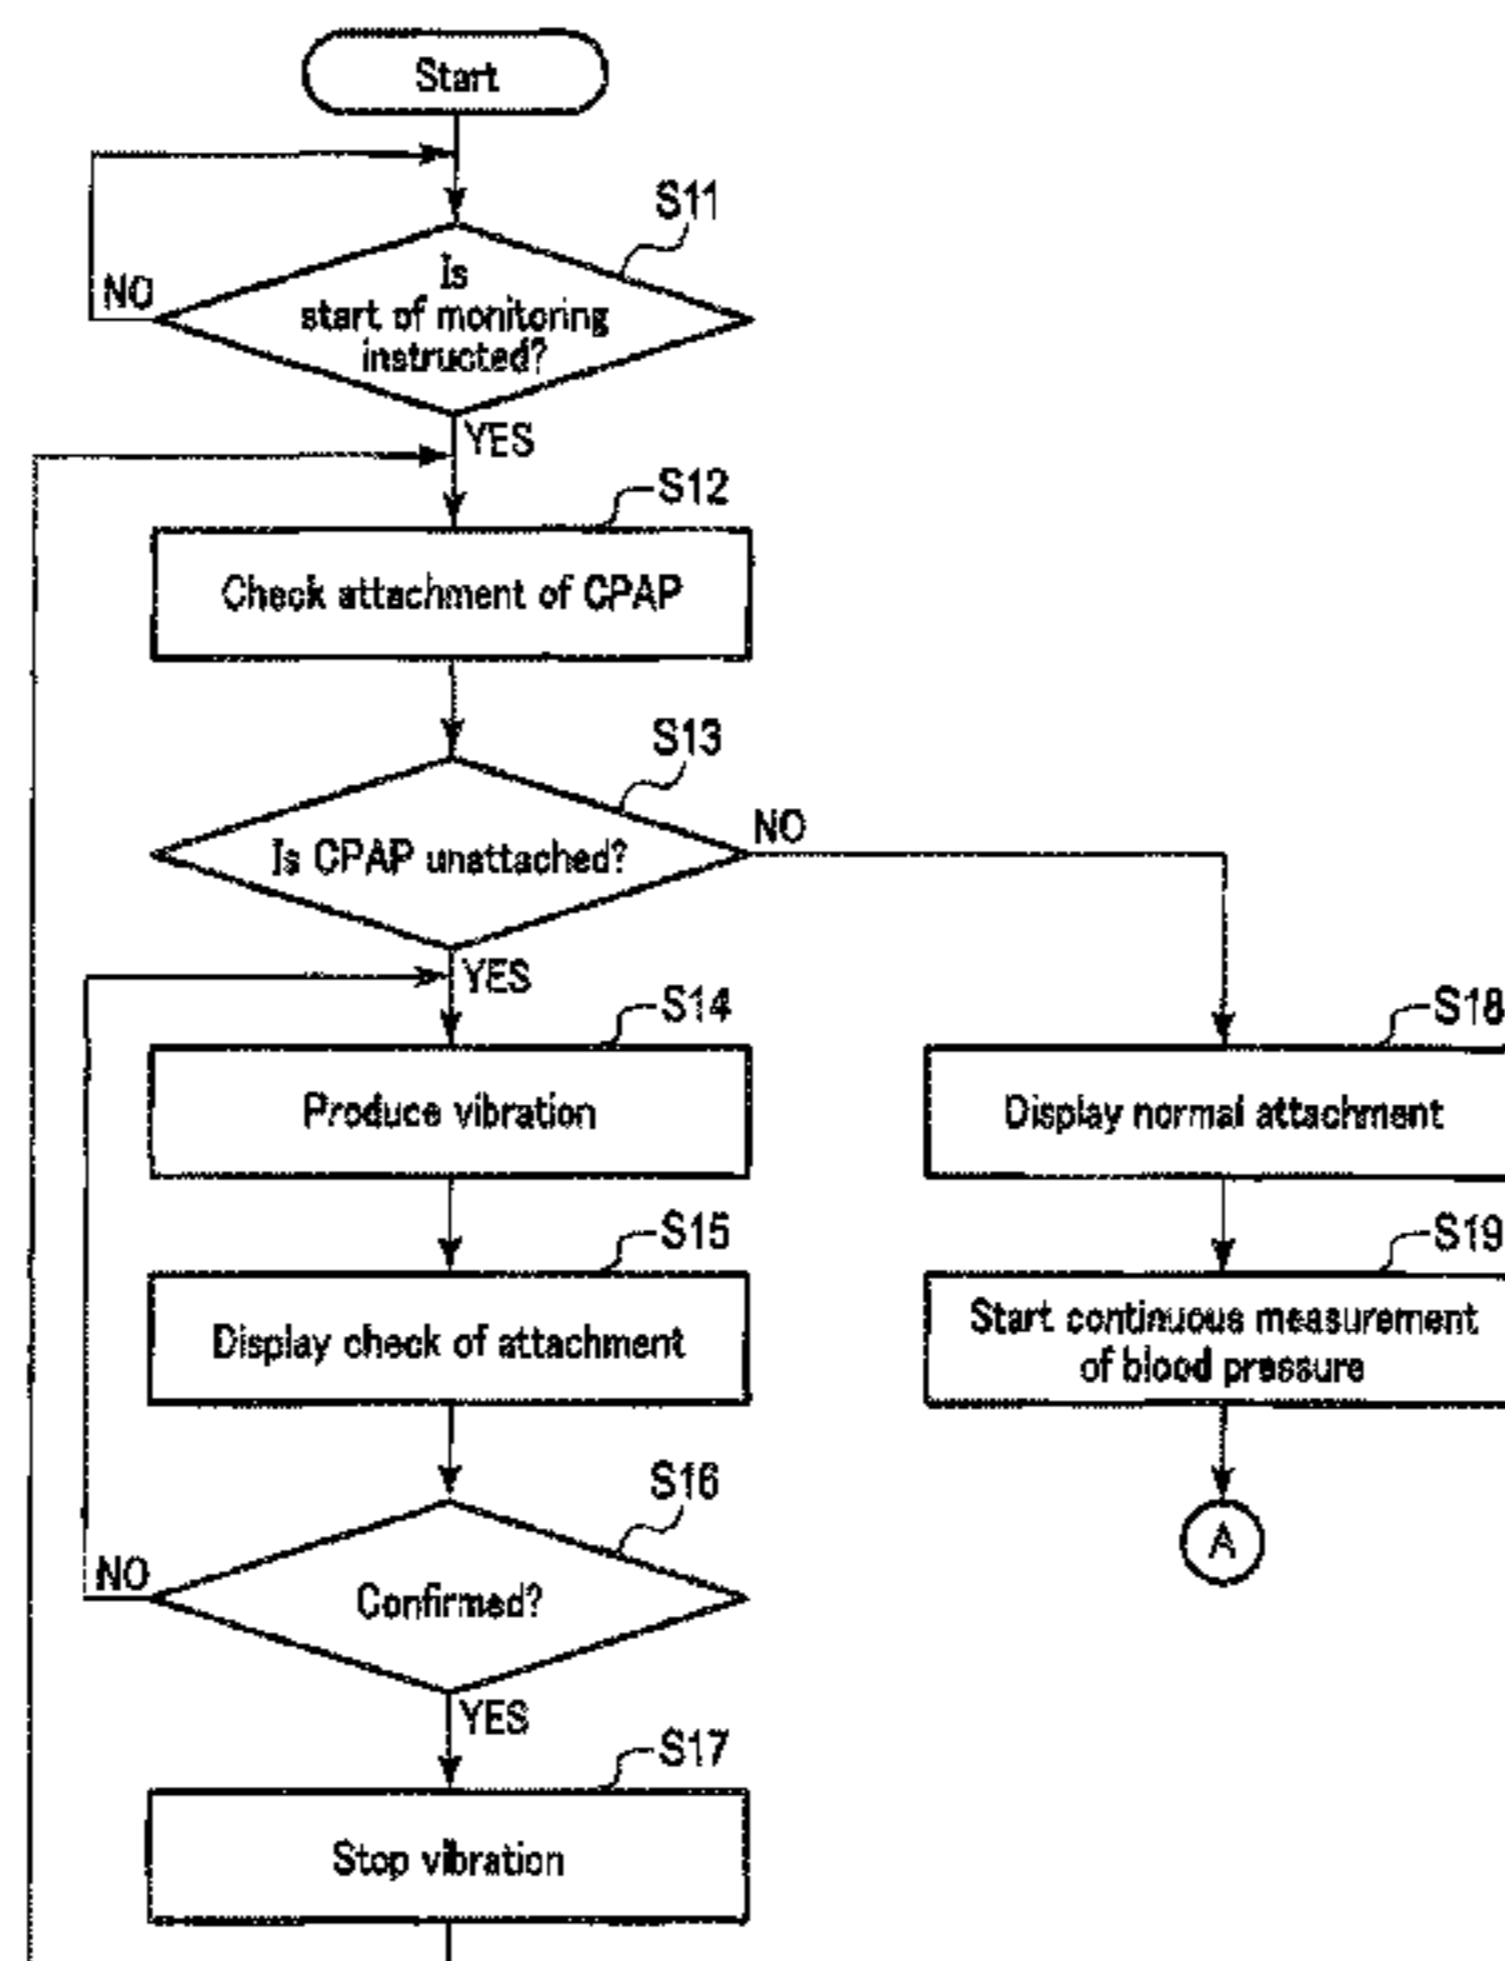 Start
S11
Is
start of monitoring
instructed?
NO
YES
S12
Check attachment of CPAP
S13
Is CPAP unattached?
NO
YES
S14
Produce vibration
S18
Display normal attachment
S15
Display check of attachment
S19
Start continuous measurement
of blood pressure
S16
Confirmed?
NO
A
YES
S17
Stop vibration